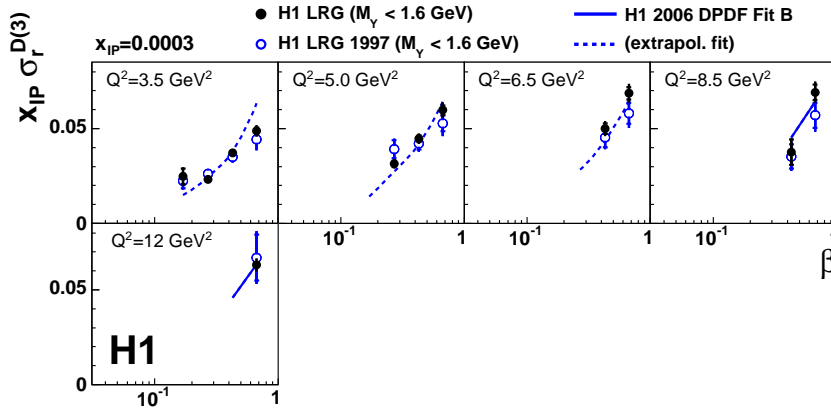 H1 LRG (M_Y < 1.6 GeV)
H1 2006 DPDF Fit B
x_IP=0.0003
H1 LRG 1997 (M_Y < 1.6 GeV)
(extrapol. fit)
x_IP σ_r^D(3)
Q²=3.5 GeV²
Q²=5.0 GeV²
Q²=6.5 GeV²
Q²=8.5 GeV²
0.05
0
10⁻¹ 1
10⁻¹ 1
10⁻¹ 1
β
Q²=12 GeV²
0.05
H1
0
10⁻¹ 1